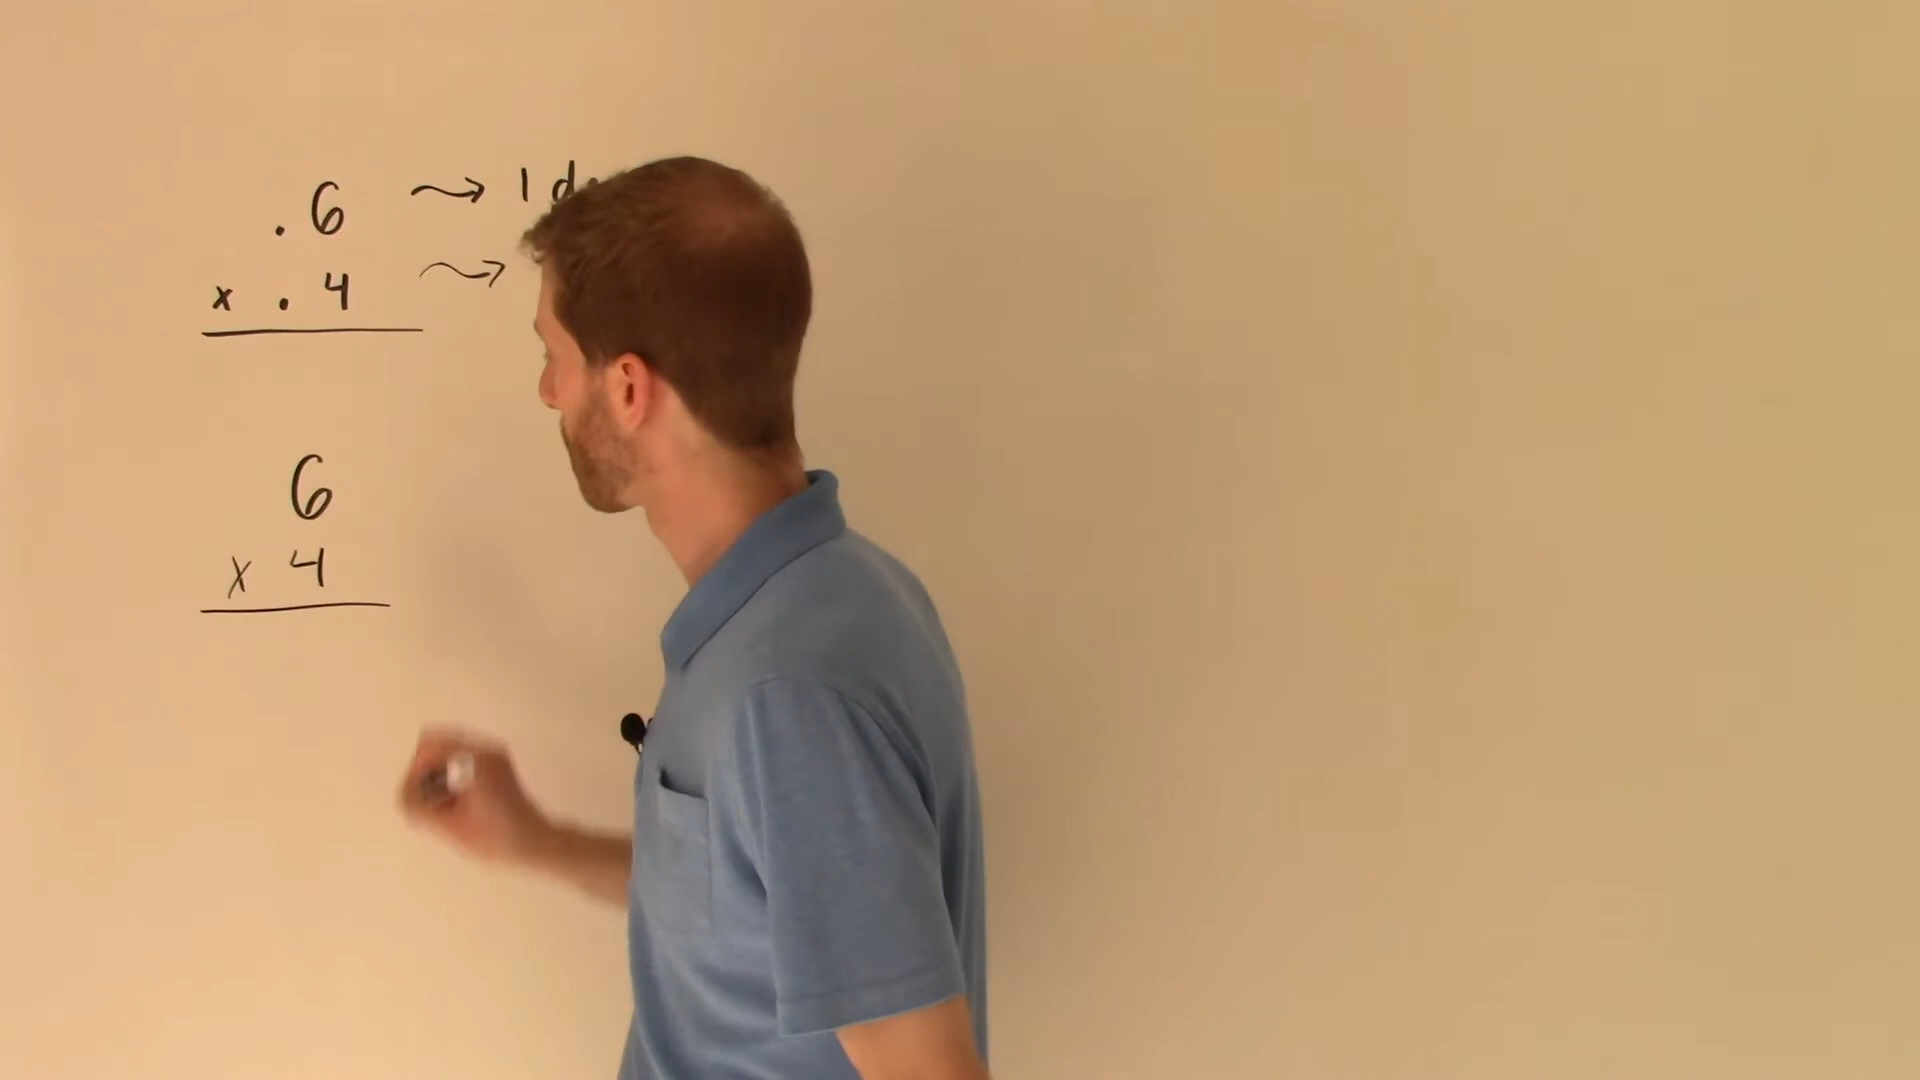 .6 → 1
x .4 →
6
x 4